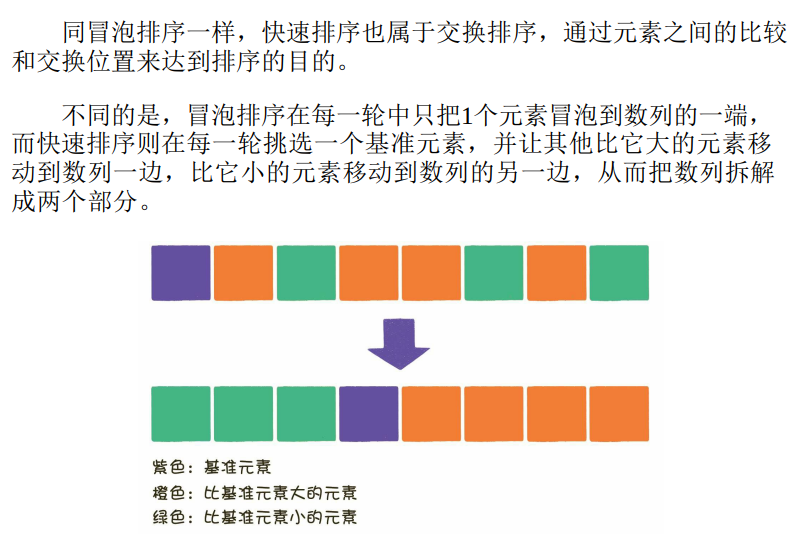 同冒泡排序一样，快速排序也属于交换排序，通过元素之间的比较
和交换位置来达到排序的目的。
不同的是，冒泡排序在每一轮中只把1个元素冒泡到数列的一端，
而快速排序则在每一轮挑选一个基准元素，并让其他比它大的元素移
动到数列一边，比它小的元素移动到数列的另一边，从而把数列拆解
成两个部分。
紫色：基准元素
橙色：比基准元素大的元素
绿色：比基准元素小的元素